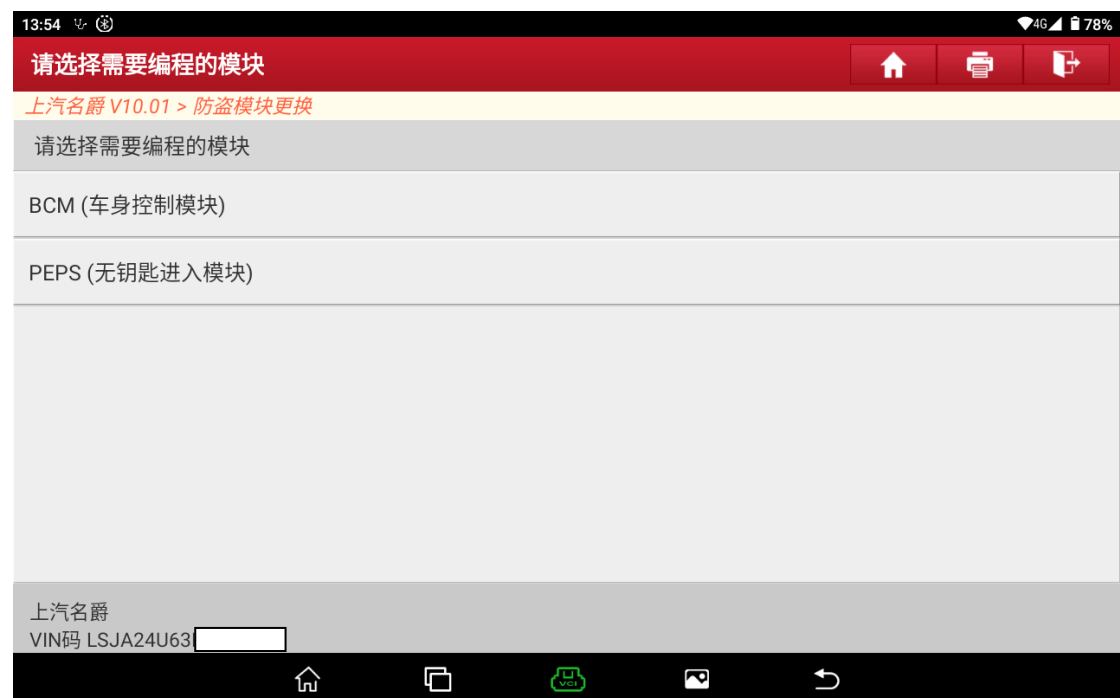 13:54 4G 78%
请选择需要编程的模块
上汽名爵 V10.01 > 防盗模块更换
请选择需要编程的模块
BCM (车身控制模块)
PEPS (无钥匙进入模块)
上汽名爵
VIN码 LSJA24U63
VCI